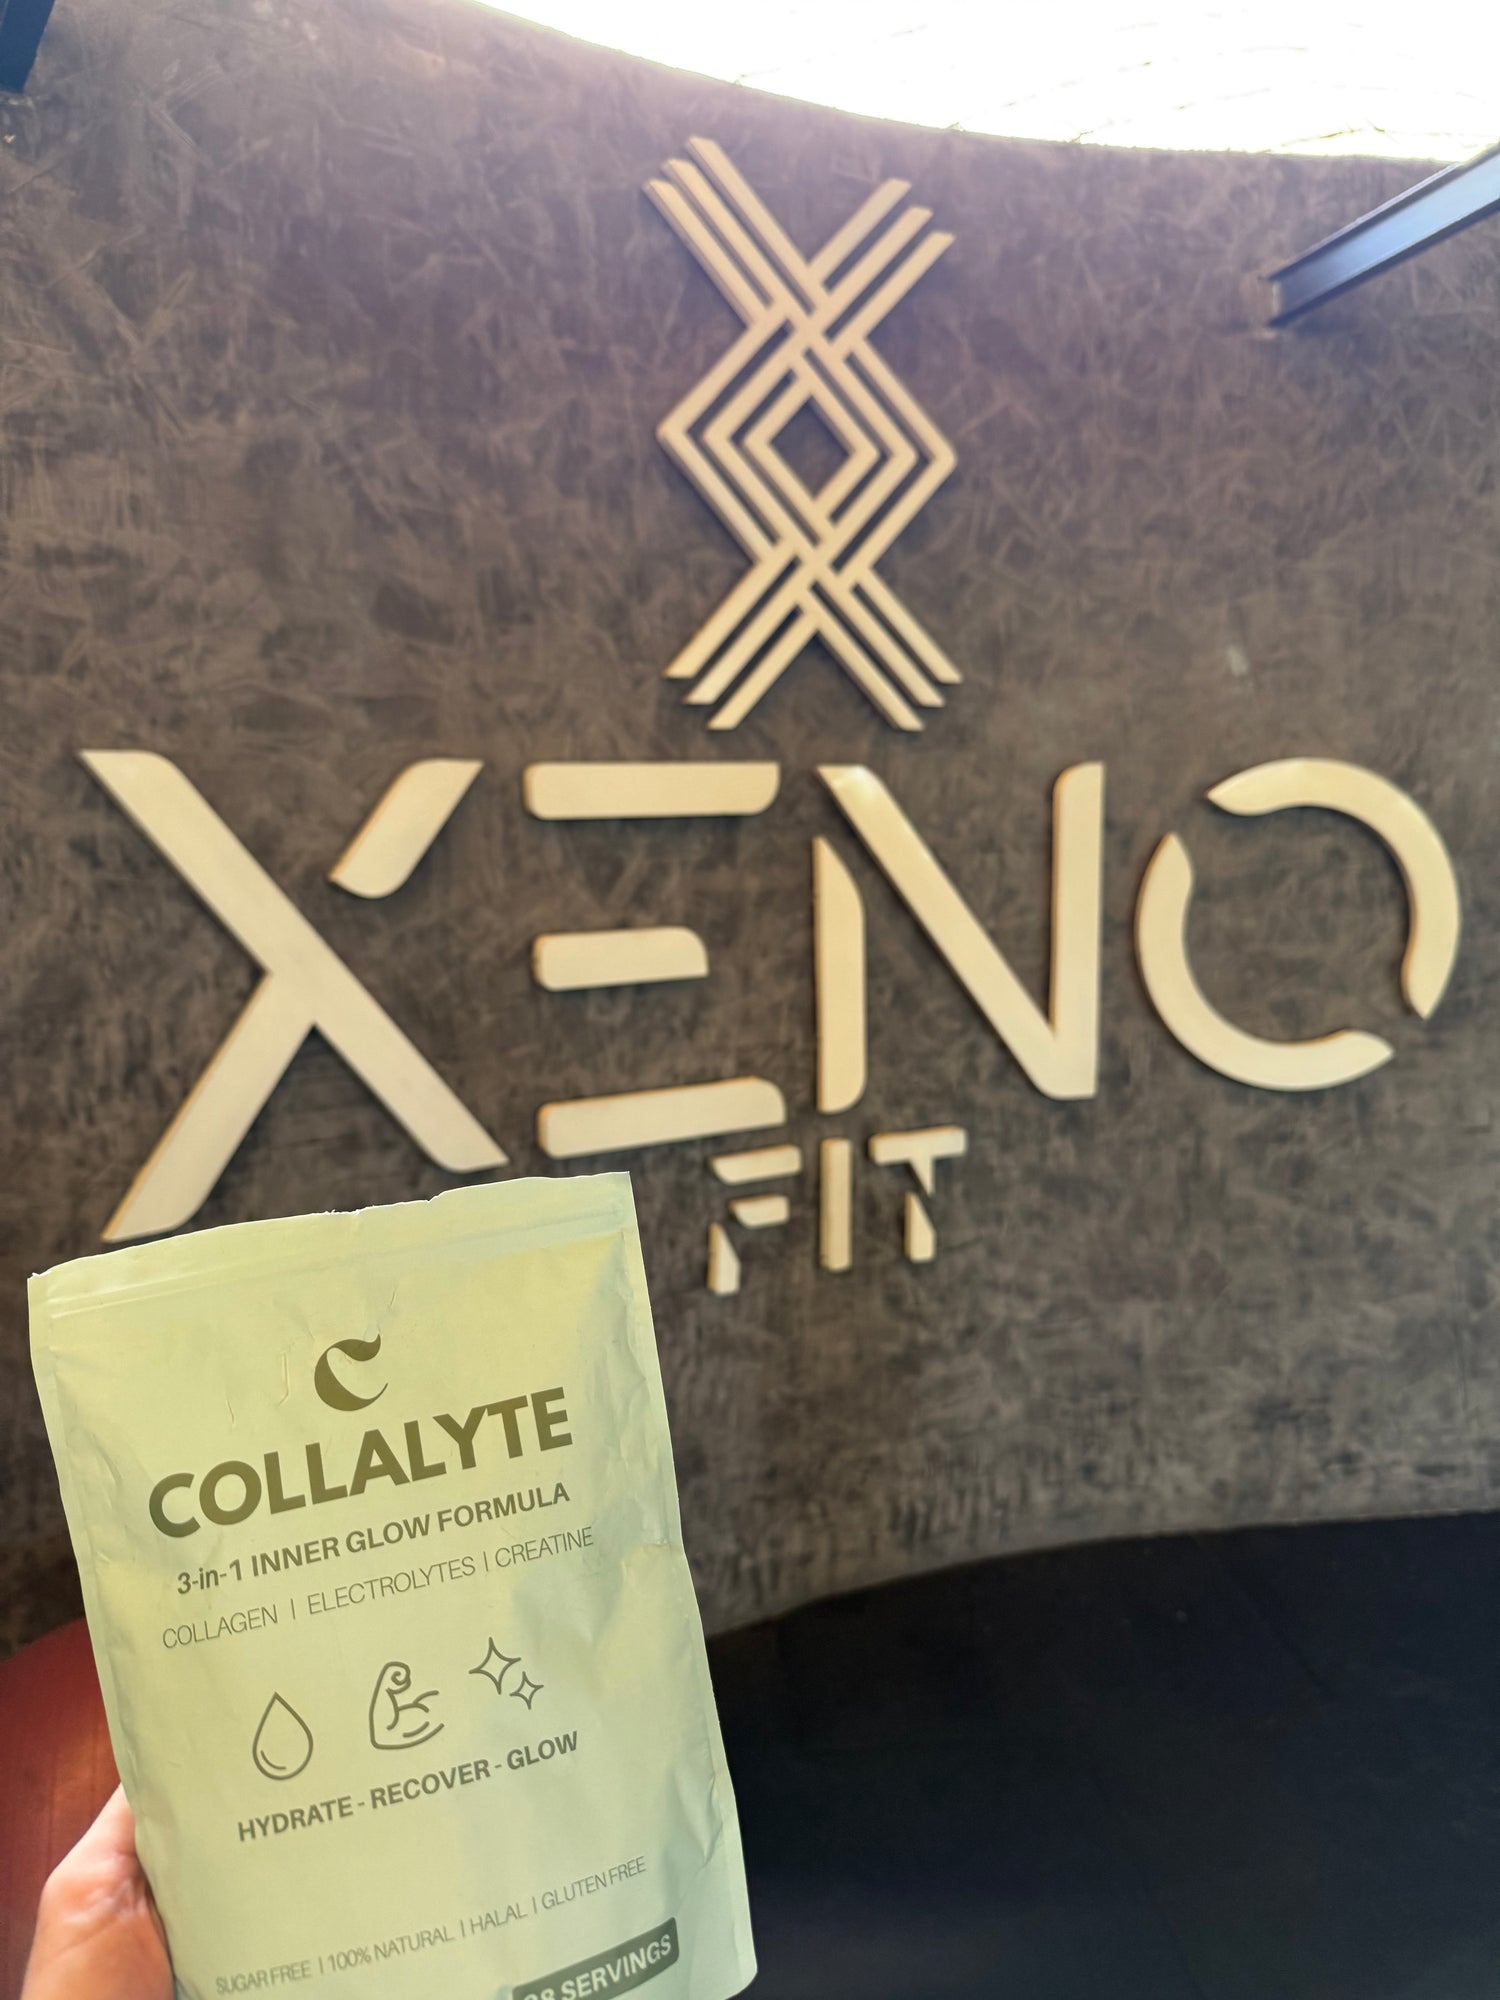 XENO
FIT
COLLALYTE
3-in-1 INNER GLOW FORMULA
COLLAGEN | ELECTROLYTES | CREATINE
HYDRATE - RECOVER - GLOW
SUGAR FREE | 100% NATURAL | HALAL | GLUTEN FREE
SERVINGS